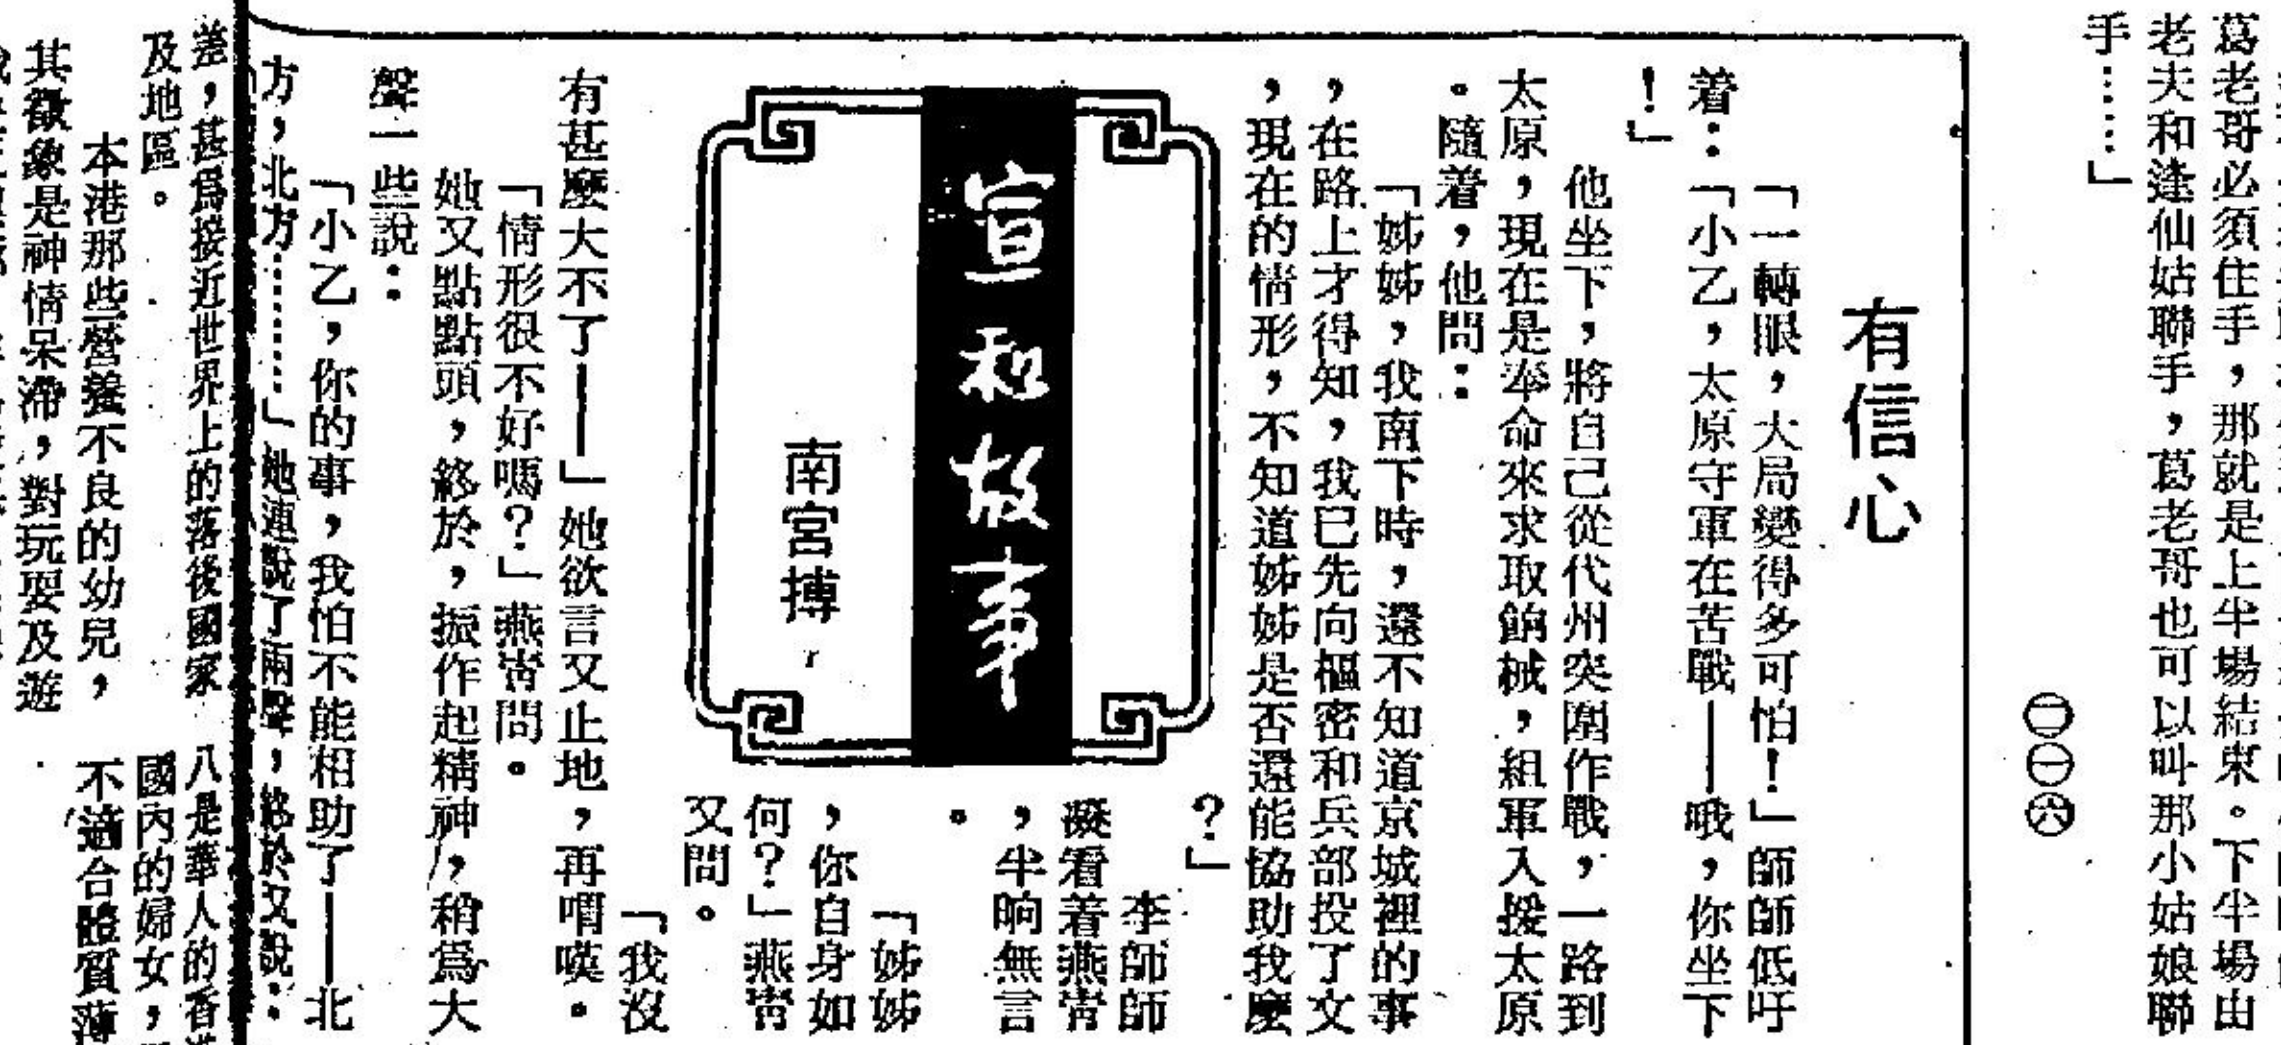 葛老哥必須住手，那就是上半場結束。下半場由
老夫和逢仙姑聯手，葛老哥也可以叫那小姑娘聯
手……」
㊁㊀㊅
有信心
「一轉眼，大局變得多可怕！」師師低吁
着：「小乙，太原守軍在苦戰——哦，你坐下
！」
他坐下，將自己從代州突圍作戰，一路到
太原，現在是奉命來求取餉械，組軍入援太原
。隨着，他問：
「姊姊，我南下時，還不知道京城裡的事
，在路上才得知，我已先向樞密和兵部投了文
，現在的情形，不知道姊姊是否還能協助我麼
？」
宣和故事
南宮搏
李師師
凝看着燕青
，半晌無言
。
「姊姊
，你自身如
何？」燕青
又問。
「我沒
有甚麼大不了——」她欲言又止地，再喟嘆。
「情形很不好嗎？」燕青問。
她又點點頭，終於，振作起精神，稍爲大
聲一些說：
「小乙，你的事，我怕不能相助了——北
方，北方……」她連說了兩聲，終於又說：
差，甚爲接近世界上的落後國家
及地區。
本港那些營養不良的幼兒，
其徵象是神情呆滯，對玩耍及遊
八是華人的香港
國內的婦女，
不適合體質薄